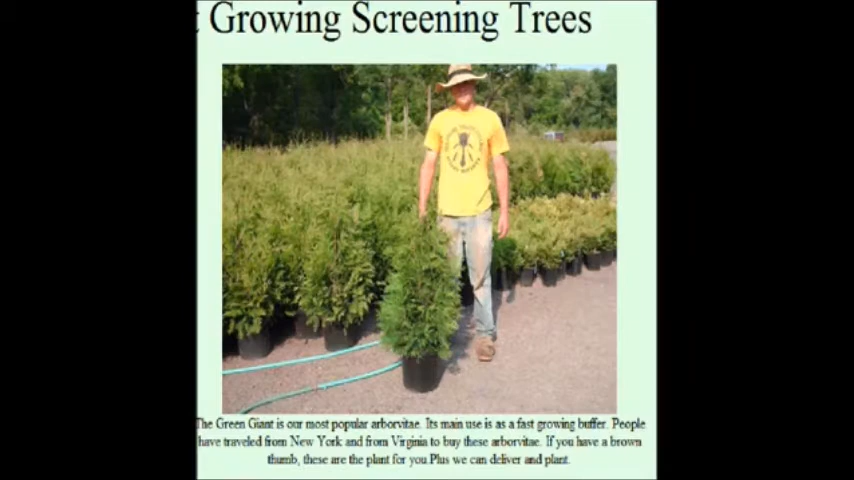 Growing Screening Trees
The Green Giant is our most popular arborvitae. Its main use is as a fast growing buffer. People
have traveled from New York and from Virginia to buy these arborvitae. If you have a brown
thumb, these are the plant for you.Plus we can deliver and plant.